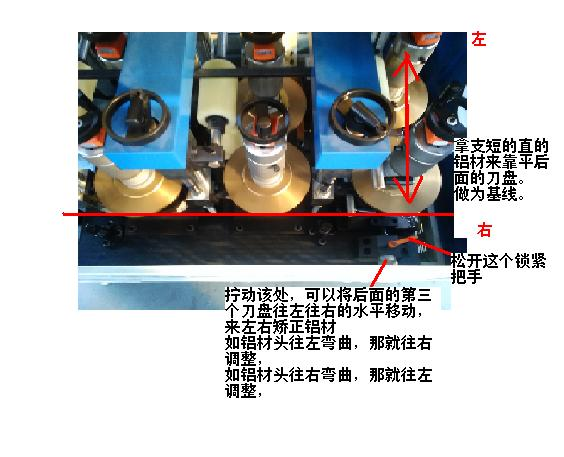 左
拿支短的直的
铝材来靠平后
面的刀盘。
做为基线。
右
松开这个锁紧
把手
拧动该处，可以将后面的第三
个刀盘往左往右的水平移动，
来左右矫正铝材
如铝材头往左弯曲，那就往右
调整，
如铝材头往右弯曲，那就往左
调整，